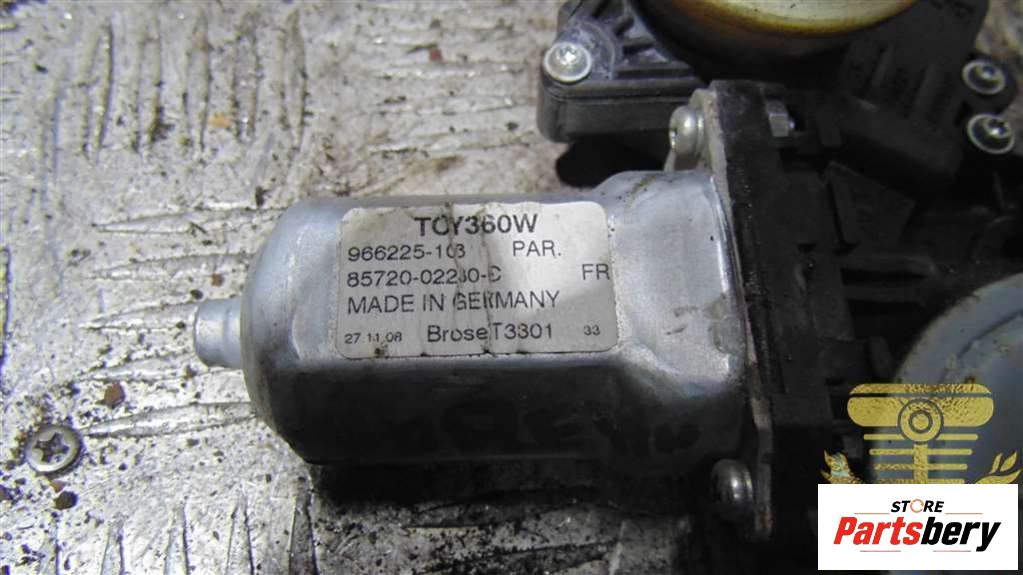 TCY360W
966225-103 PAR.
85720-02230-C FR
MADE IN GERMANY
27.11.08 Brose T3301 33
STORE
Partsbery